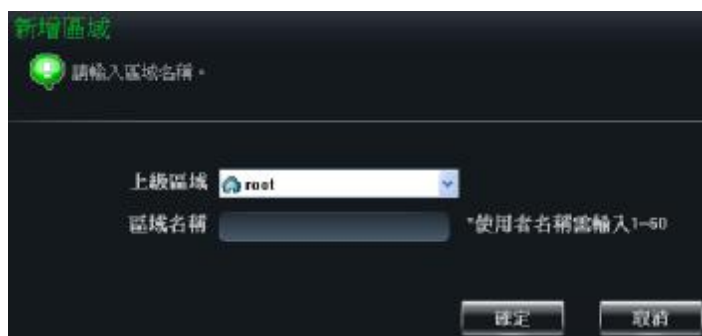 新增區域
請輸入區域名稱。
上級區域 root
區域名稱 *使用者名稱需輸入1-60
確定 取消